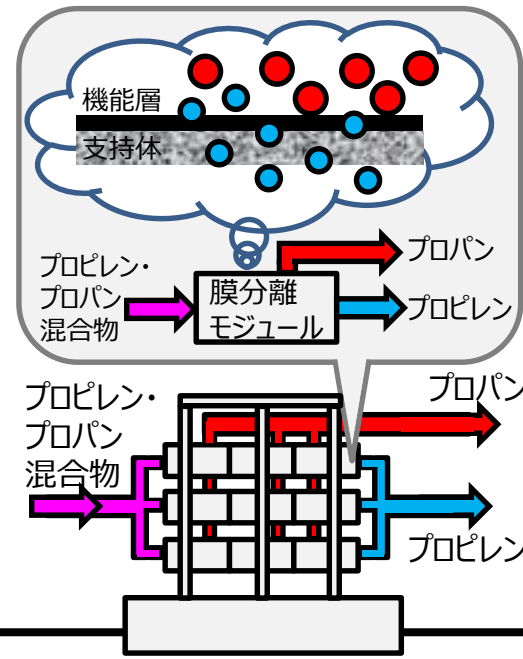 機能層
支持体
プロピレン・
プロパン
混合物
膜分離
モジュール
プロパン
プロピレン
プロピレン・
プロパン
混合物
プロパン
プロピレン